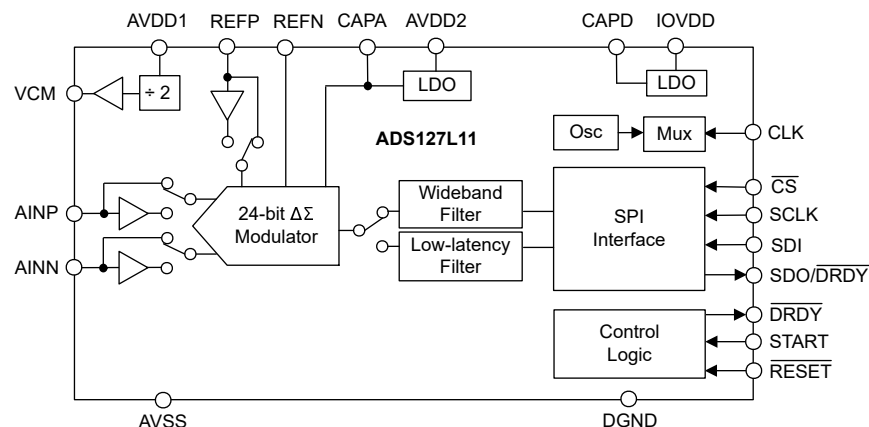 AVDD1 REFP REFN CAPA AVDD2 CAPD IOVDD
VCM
÷ 2
LDO
LDO
ADS127L11
Osc
Mux
CLK
AINP
AINN
24-bit ΔΣ
Modulator
Wideband
Filter
Low-latency
Filter
SPI
Interface
CS
SCLK
SDI
SDO/DRDY
Control
Logic
DRDY
START
RESET
AVSS
DGND